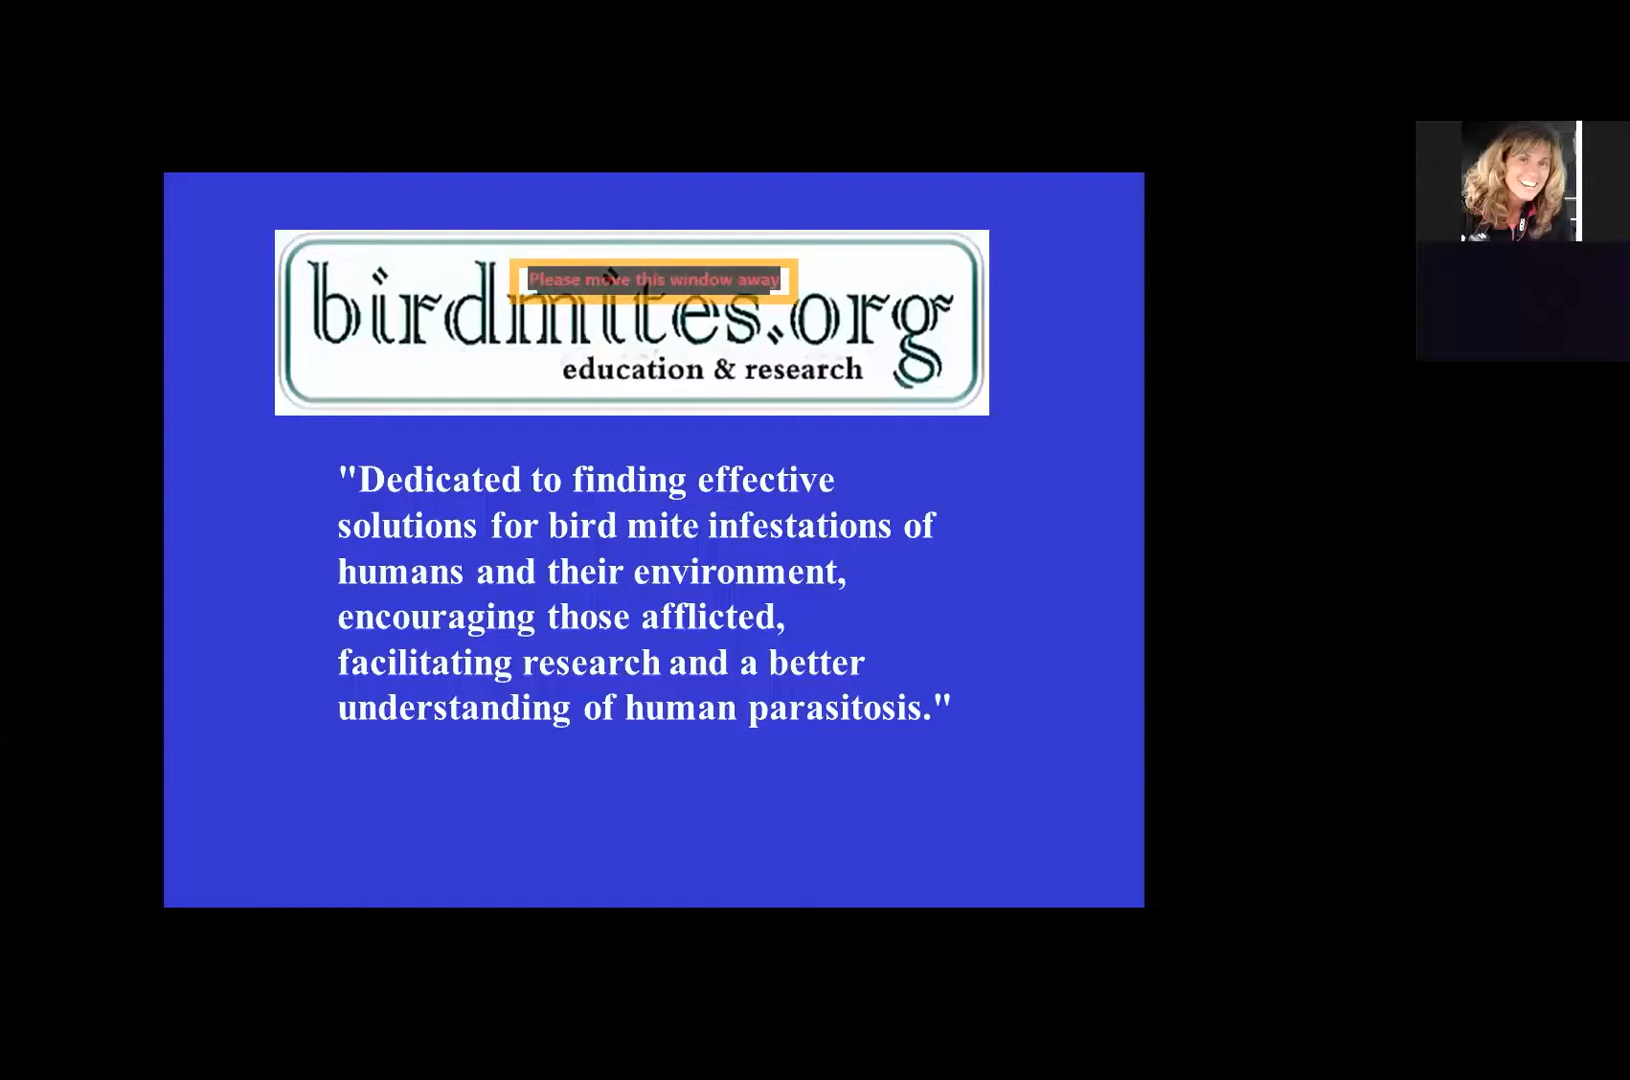 birdmites.org
Please move this window away
education & research
"Dedicated to finding effective
solutions for bird mite infestations of
humans and their environment,
encouraging those afflicted,
facilitating research and a better
understanding of human parasitosis."